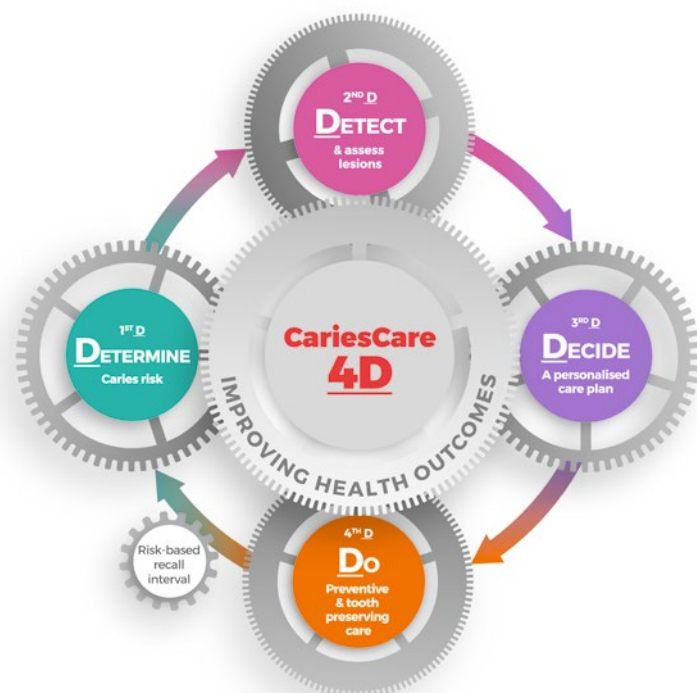 2ND D
DETECT
& assess
lesions
1ST D
DETERMINE
Caries risk
CariesCare
4D
IMPROVING HEALTH OUTCOMES
3RD D
DECIDE
A personalised
care plan
4TH D
DO
Preventive
& tooth
preserving
care
Risk-based
recall
interval